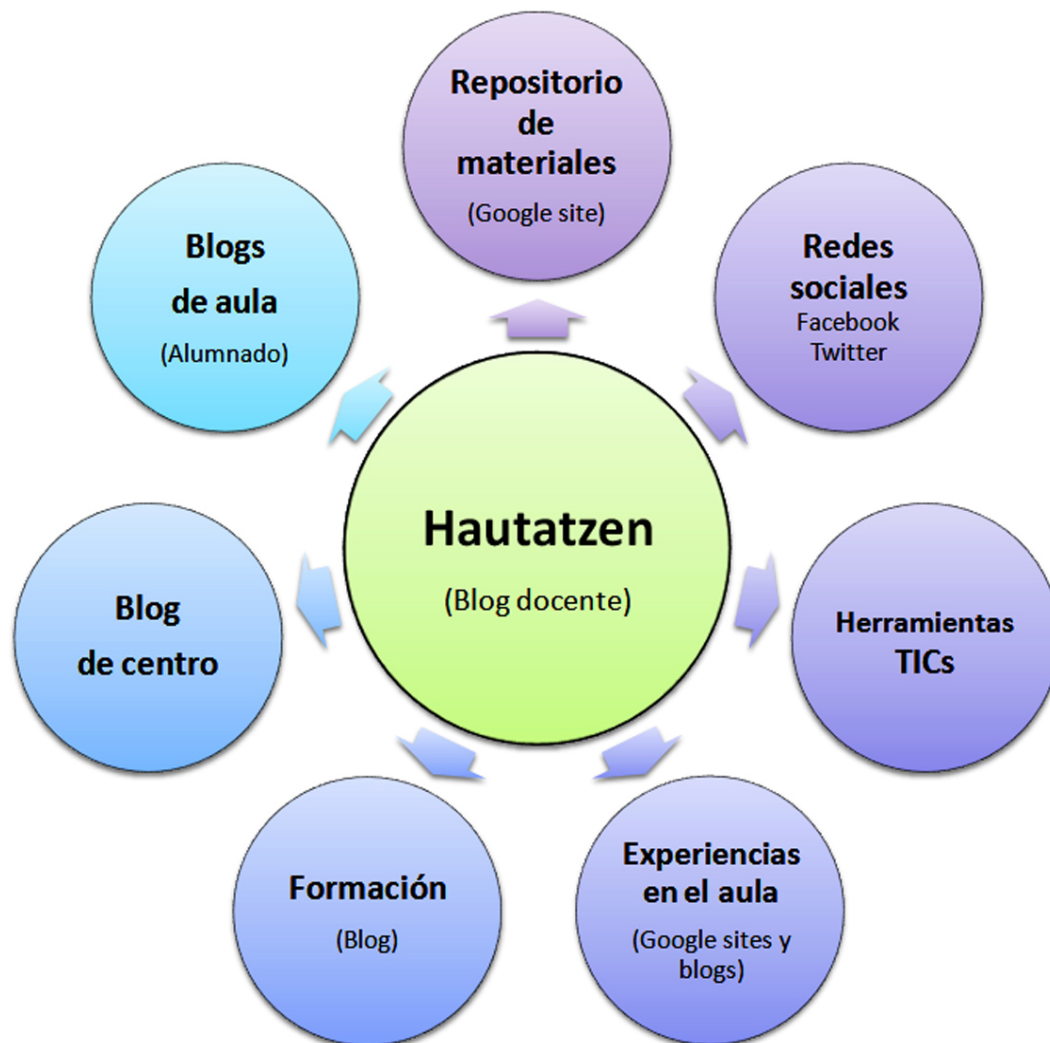 Repositorio
de
materiales
(Google site)
Redes
sociales
Facebook
Twitter
Herramientas
TICs
Experiencias
en el aula
(Google sites y
blogs)
Formación
(Blog)
Blog
de centro
Blogs
de aula
(Alumnado)
Hautatzen
(Blog docente)